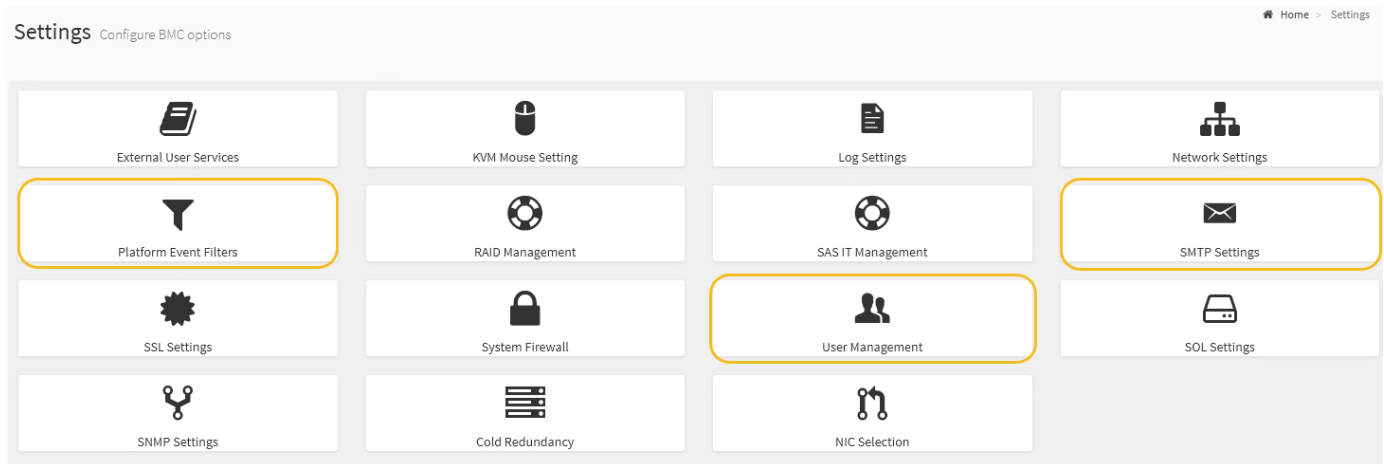 Home > Settings
Settings Configure BMC options
External User Services
KVM Mouse Setting
Log Settings
Network Settings
Platform Event Filters
RAID Management
SAS IT Management
SMTP Settings
SSL Settings
System Firewall
User Management
SOL Settings
SNMP Settings
Cold Redundancy
NIC Selection